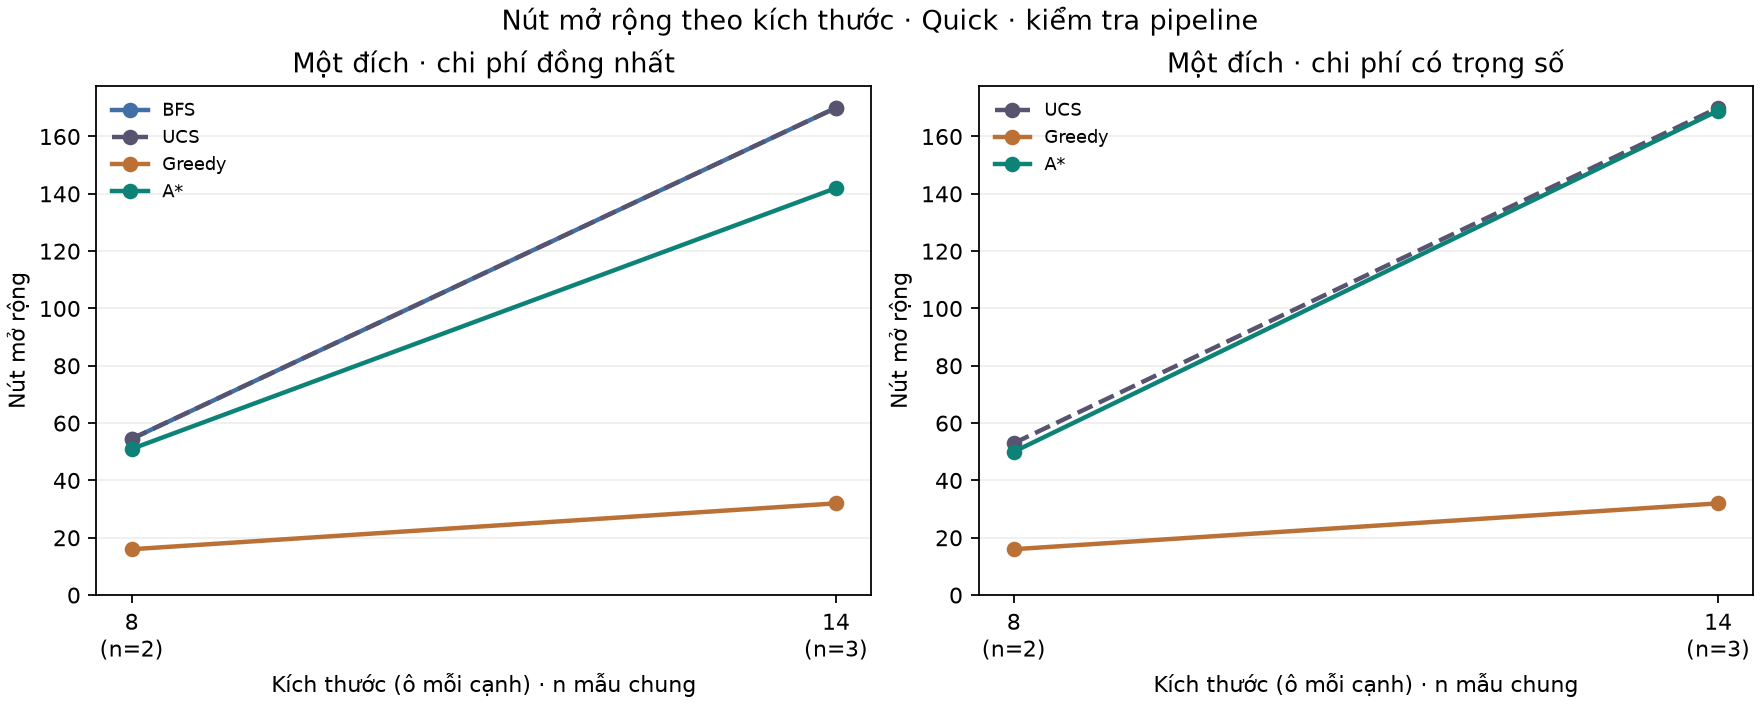 Nút mở rộng theo kích thước · Quick · kiểm tra pipeline
Một đích · chi phí đồng nhất
BFS
UCS
Greedy
A*
Nút mở rộng
160
140
120
100
80
60
40
20
0
8
(n=2)
14
(n=3)
Kích thước (ô mỗi cạnh) · n mẫu chung
Một đích · chi phí có trọng số
UCS
Greedy
A*
Nút mở rộng
160
140
120
100
80
60
40
20
0
8
(n=2)
14
(n=3)
Kích thước (ô mỗi cạnh) · n mẫu chung